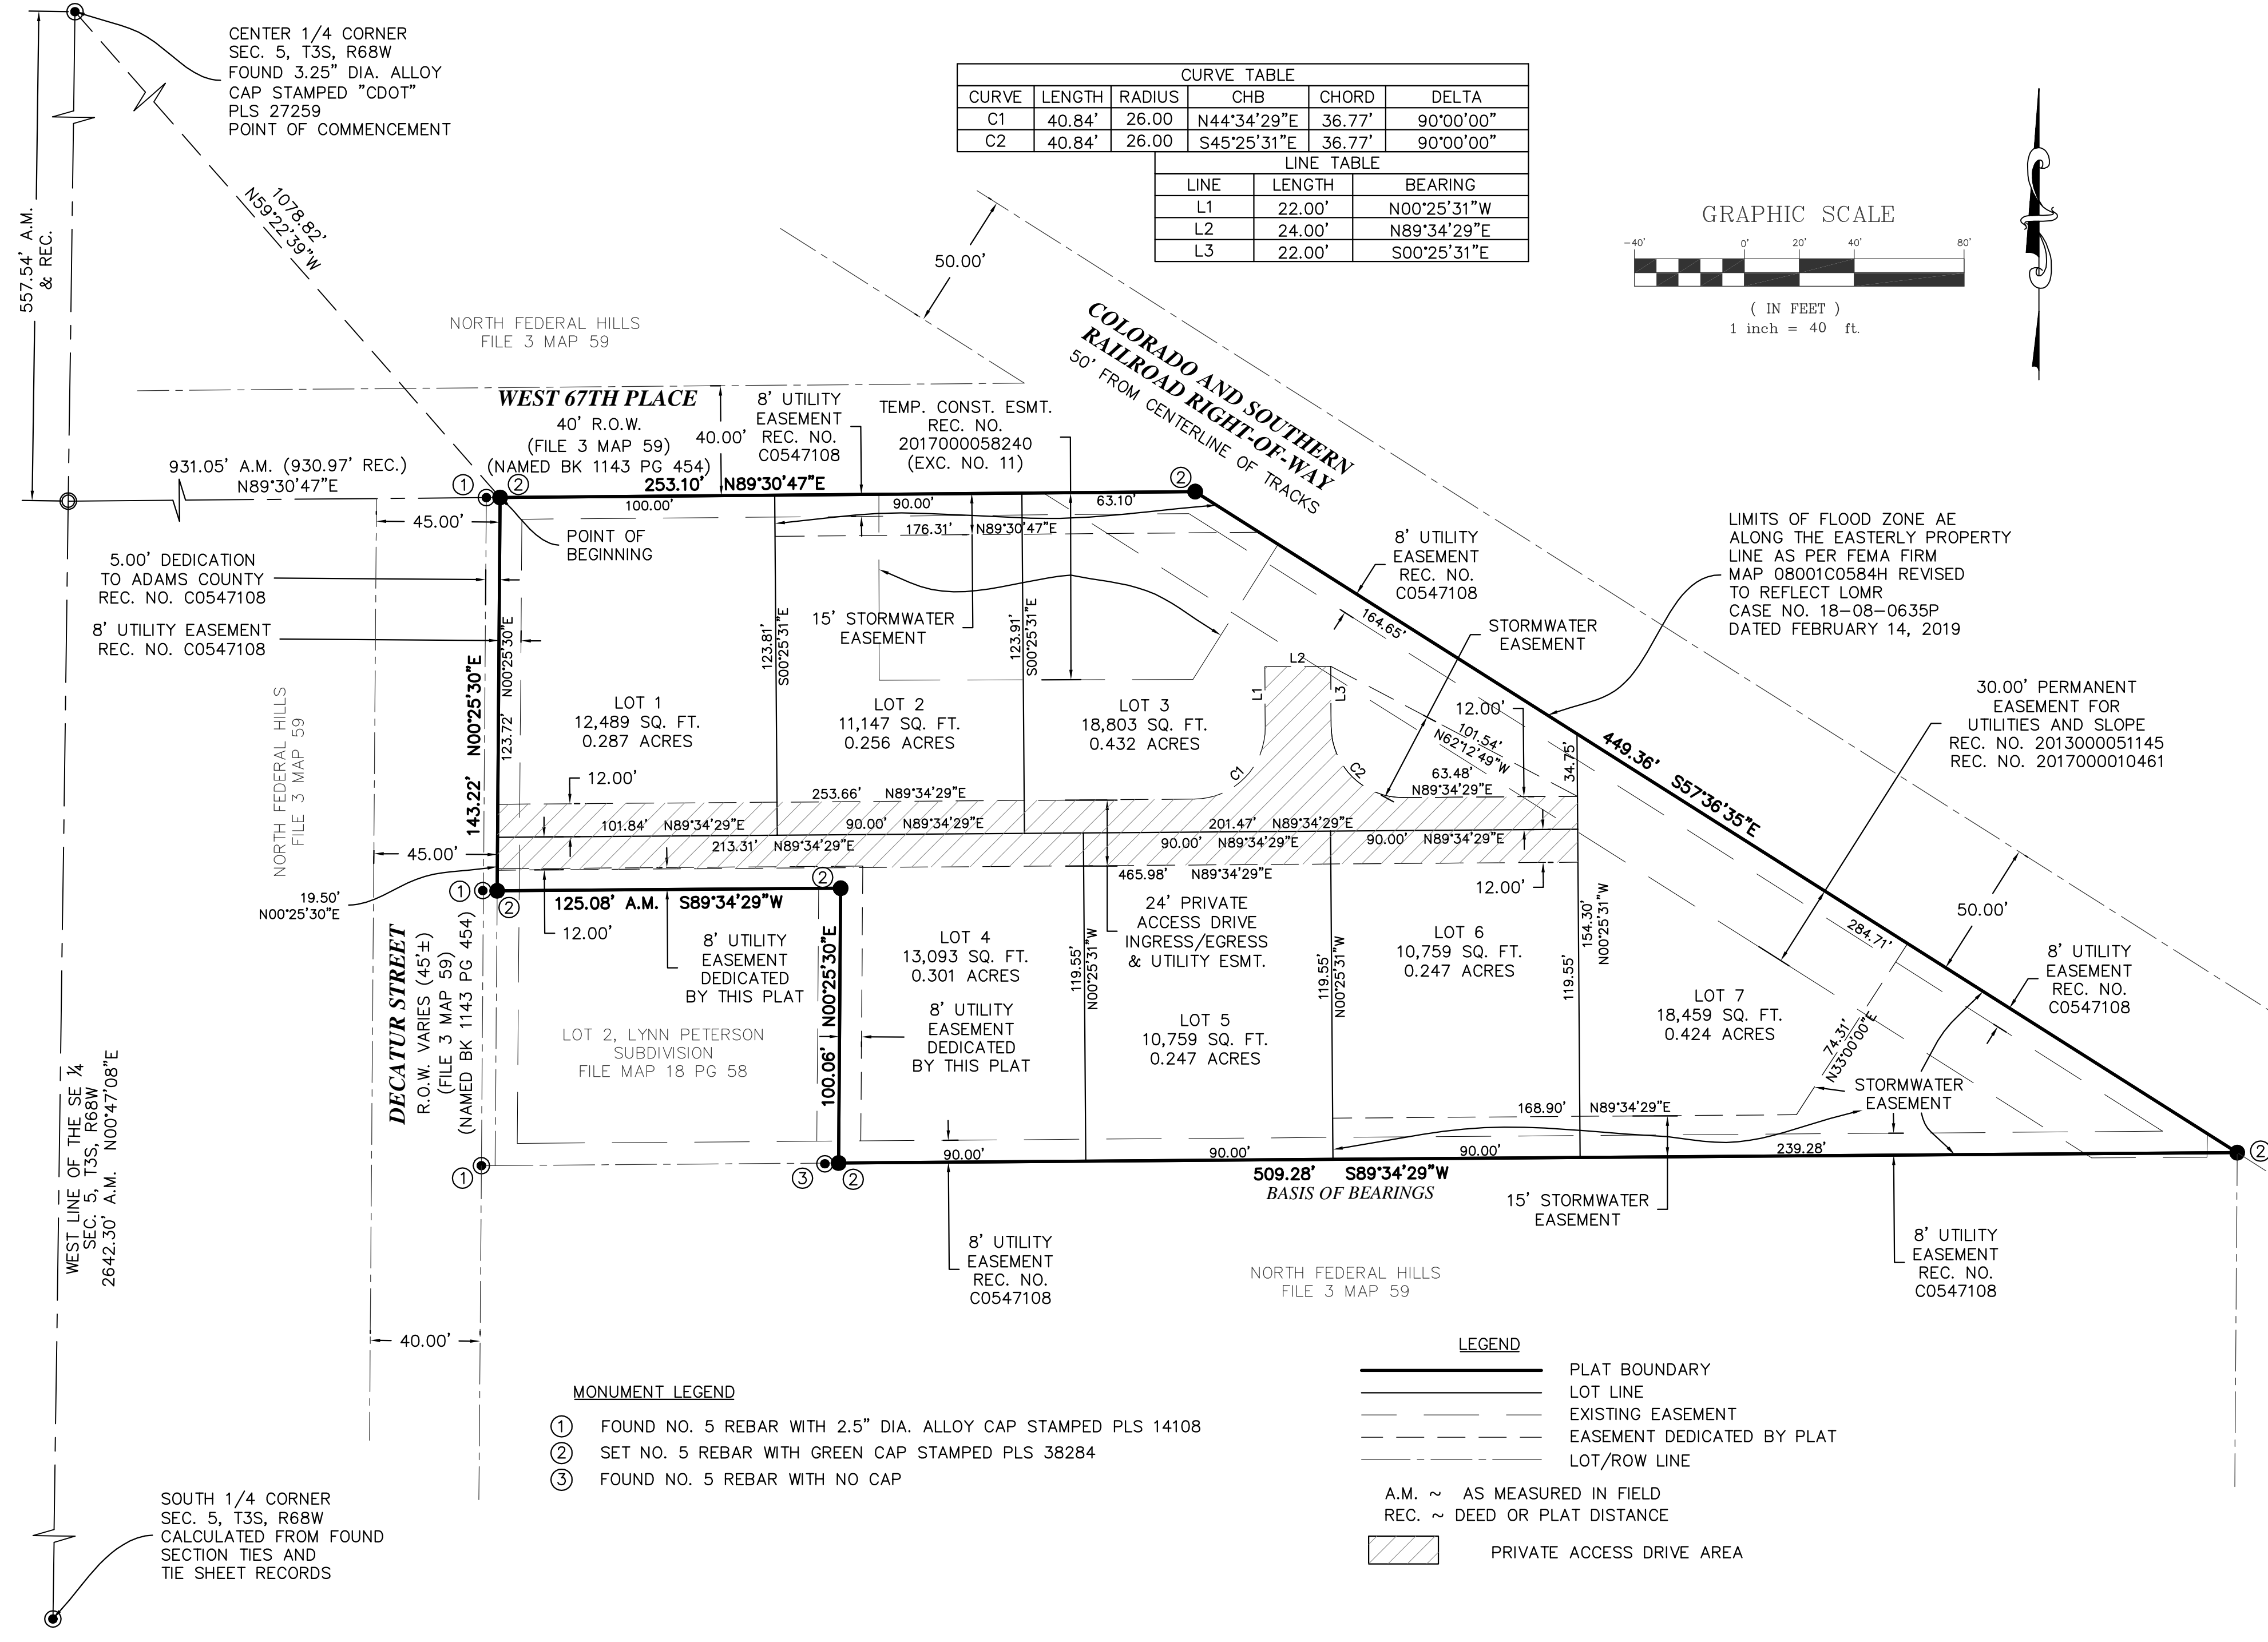 CENTER 1/4 CORNER
SEC. 5, T3S, R68W
FOUND 3.25" DIA. ALLOY
CAP STAMPED "CDOT"
PLS 27259
POINT OF COMMENCEMENT
557.54' A.M.
& REC.
1078.82'
N59°22'39"W
CURVE TABLE
CURVE LENGTH RADIUS CHB CHORD DELTA
C1 40.84' 26.00 N44°34'29"E 36.77' 90°00'00"
C2 40.84' 26.00 S45°25'31"E 36.77' 90°00'00"
LINE TABLE
LINE LENGTH BEARING
L1 22.00' N00°25'31"W
L2 24.00' N89°34'29"E
L3 22.00' S00°25'31"E
GRAPHIC SCALE
-40' 0' 20' 40' 80'
( IN FEET )
1 inch = 40 ft.
50.00'
COLORADO AND SOUTHERN
RAILROAD RIGHT-OF-WAY
50' FROM CENTERLINE OF TRACKS
NORTH FEDERAL HILLS
FILE 3 MAP 59
WEST 67TH PLACE
40' R.O.W.
(FILE 3 MAP 59)
(NAMED BK 1143 PG 454)
40.00'
8' UTILITY
EASEMENT
REC. NO.
C0547108
TEMP. CONST. ESMT.
REC. NO.
2017000058240
(EXC. NO. 11)
931.05' A.M. (930.97' REC.)
N89°30'47"E
1
2
253.10' N89°30'47"E
2
100.00'
90.00'
63.10'
45.00'
176.31' N89°30'47"E
POINT OF
BEGINNING
5.00' DEDICATION
TO ADAMS COUNTY
REC. NO. C0547108
8' UTILITY EASEMENT
REC. NO. C0547108
143.22' N00°25'30"E
123.72' N00°25'30"E
123.81'
S00°25'31"E
123.91'
S00°25'31"E
15' STORMWATER
EASEMENT
8' UTILITY
EASEMENT
REC. NO.
C0547108
164.65'
STORMWATER
EASEMENT
LIMITS OF FLOOD ZONE AE
ALONG THE EASTERLY PROPERTY
LINE AS PER FEMA FIRM
MAP 08001C0584H REVISED
TO REFLECT LOMR
CASE NO. 18-08-0635P
DATED FEBRUARY 14, 2019
30.00' PERMANENT
EASEMENT FOR
UTILITIES AND SLOPE
REC. NO. 2013000051145
REC. NO. 2017000010461
NORTH FEDERAL HILLS
FILE 3 MAP 59
LOT 1
12,489 SQ. FT.
0.287 ACRES
LOT 2
11,147 SQ. FT.
0.256 ACRES
LOT 3
18,803 SQ. FT.
0.432 ACRES
L1
L2
L3
C1
C2
12.00'
101.54'
N62°12'49"W
34.75'
63.48'
N89°34'29"E
449.36' S57°36'35"E
12.00'
253.66' N89°34'29"E
101.84' N89°34'29"E
90.00' N89°34'29"E
201.47' N89°34'29"E
213.31' N89°34'29"E
90.00' N89°34'29"E
90.00' N89°34'29"E
45.00'
465.98' N89°34'29"E
12.00'
19.50'
N00°25'30"E
1
2
125.08' A.M. S89°34'29"W
2
12.00'
8' UTILITY
EASEMENT
DEDICATED
BY THIS PLAT
100.06' N00°25'30"E
LOT 4
13,093 SQ. FT.
0.301 ACRES
24' PRIVATE
ACCESS DRIVE
INGRESS/EGRESS
& UTILITY ESMT.
119.55'
N00°25'31"W
119.55'
N00°25'31"W
LOT 6
10,759 SQ. FT.
0.247 ACRES
119.55'
154.30'
N00°25'31"W
284.71'
50.00'
8' UTILITY
EASEMENT
REC. NO.
C0547108
DECATUR STREET
R.O.W. VARIES (45'±)
(FILE 3 MAP 59)
(NAMED BK 1143 PG 454)
LOT 2, LYNN PETERSON
SUBDIVISION
FILE MAP 18 PG 58
8' UTILITY
EASEMENT
DEDICATED
BY THIS PLAT
LOT 5
10,759 SQ. FT.
0.247 ACRES
LOT 7
18,459 SQ. FT.
0.424 ACRES
74.31'
N33°00'00"E
STORMWATER
EASEMENT
168.90' N89°34'29"E
WEST LINE OF THE SE ¼
SEC. 5, T3S, R68W
2642.30' A.M. N00°47'08"E
1
3
2
90.00'
90.00'
90.00'
239.28'
2
509.28' S89°34'29"W
BASIS OF BEARINGS
15' STORMWATER
EASEMENT
8' UTILITY
EASEMENT
REC. NO.
C0547108
8' UTILITY
EASEMENT
REC. NO.
C0547108
NORTH FEDERAL HILLS
FILE 3 MAP 59
40.00'
MONUMENT LEGEND
1 FOUND NO. 5 REBAR WITH 2.5" DIA. ALLOY CAP STAMPED PLS 14108
2 SET NO. 5 REBAR WITH GREEN CAP STAMPED PLS 38284
3 FOUND NO. 5 REBAR WITH NO CAP
LEGEND
PLAT BOUNDARY
LOT LINE
EXISTING EASEMENT
EASEMENT DEDICATED BY PLAT
LOT/ROW LINE
A.M. ~ AS MEASURED IN FIELD
REC. ~ DEED OR PLAT DISTANCE
PRIVATE ACCESS DRIVE AREA
SOUTH 1/4 CORNER
SEC. 5, T3S, R68W
CALCULATED FROM FOUND
SECTION TIES AND
TIE SHEET RECORDS